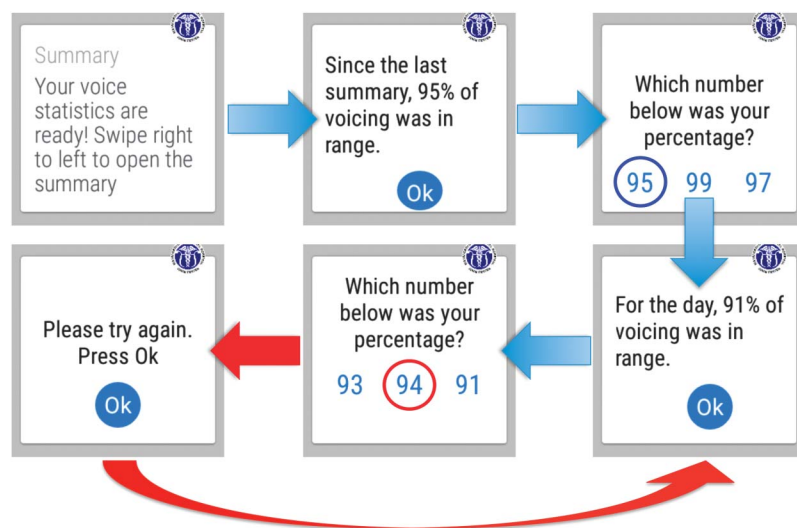 Summary
Your voice
statistics are
ready! Swipe right
to left to open the
summary
Since the last
summary, 95% of
voicing was in
range.
Ok
Which number
below was your
percentage?
95 99 97
For the day, 91% of
voicing was in
range.
Ok
Which number
below was your
percentage?
93 94 91
Please try again.
Press Ok
Ok